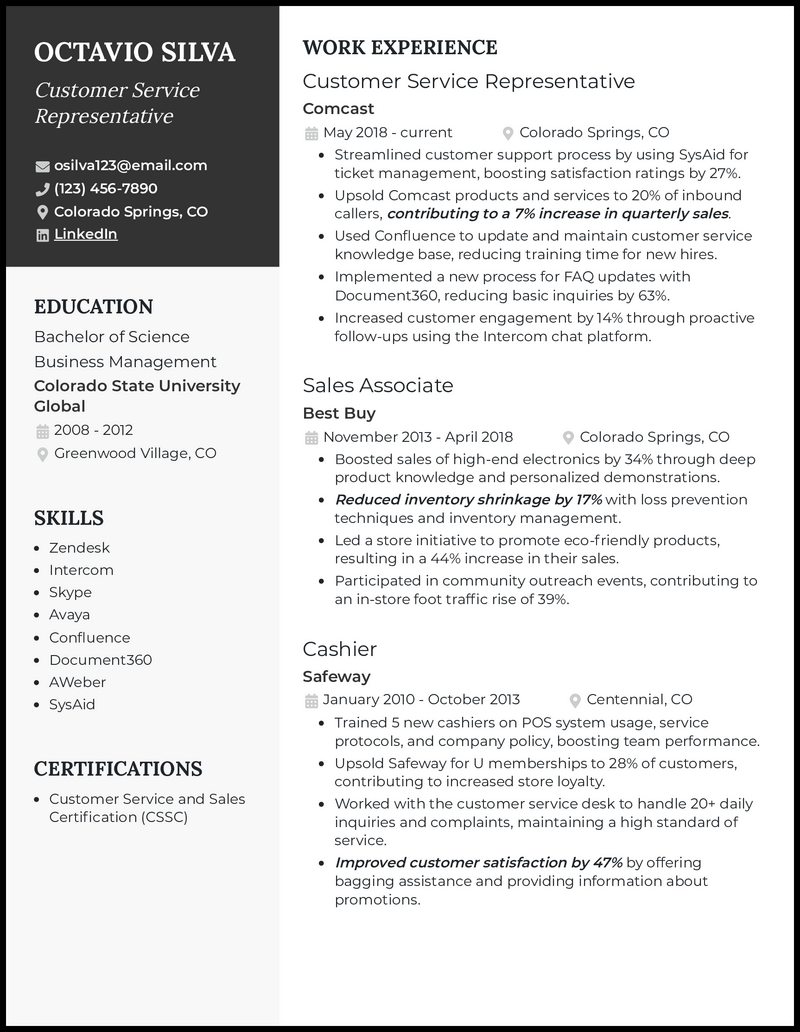 OCTAVIO SILVA
Customer Service
Representative
osilva123@email.com
(123) 456-7890
Colorado Springs, CO
LinkedIn
EDUCATION
Bachelor of Science
Business Management
Colorado State University
Global
2008 - 2012
Greenwood Village, CO
SKILLS
• Zendesk
• Intercom
• Skype
• Avaya
• Confluence
• Document360
• AWeber
• SysAid
CERTIFICATIONS
• Customer Service and Sales
Certification (CSSC)
WORK EXPERIENCE
Customer Service Representative
Comcast
May 2018 - current Colorado Springs, CO
• Streamlined customer support process by using SysAid for
ticket management, boosting satisfaction ratings by 27%.
• Upsold Comcast products and services to 20% of inbound
callers, contributing to a 7% increase in quarterly sales.
• Used Confluence to update and maintain customer service
knowledge base, reducing training time for new hires.
• Implemented a new process for FAQ updates with
Document360, reducing basic inquiries by 63%.
• Increased customer engagement by 14% through proactive
follow-ups using the Intercom chat platform.
Sales Associate
Best Buy
November 2013 - April 2018 Colorado Springs, CO
• Boosted sales of high-end electronics by 34% through deep
product knowledge and personalized demonstrations.
• Reduced inventory shrinkage by 17% with loss prevention
techniques and inventory management.
• Led a store initiative to promote eco-friendly products,
resulting in a 44% increase in their sales.
• Participated in community outreach events, contributing to
an in-store foot traffic rise of 39%.
Cashier
Safeway
January 2010 - October 2013 Centennial, CO
• Trained 5 new cashiers on POS system usage, service
protocols, and company policy, boosting team performance.
• Upsold Safeway for U memberships to 28% of customers,
contributing to increased store loyalty.
• Worked with the customer service desk to handle 20+ daily
inquiries and complaints, maintaining a high standard of
service.
• Improved customer satisfaction by 47% by offering
bagging assistance and providing information about
promotions.